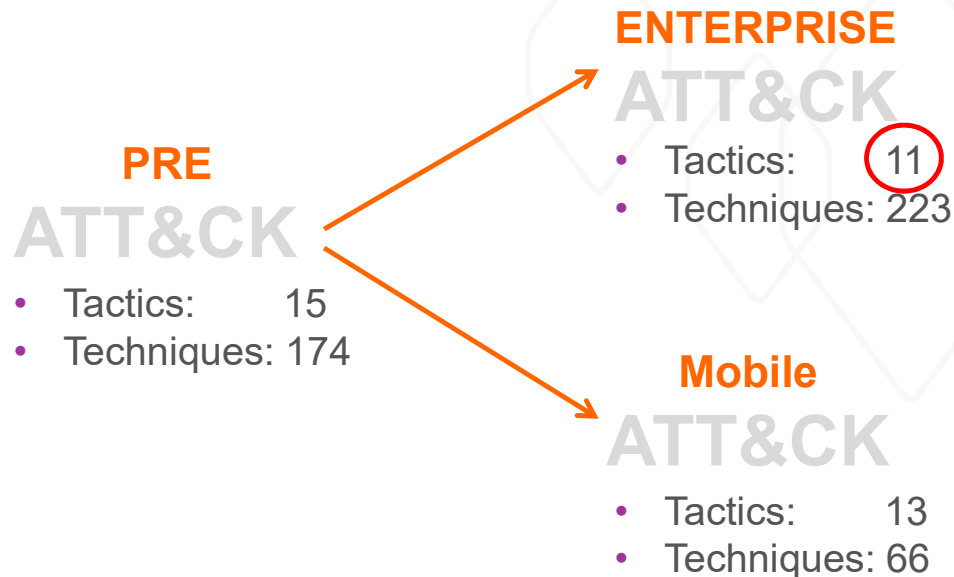 PRE
ATT&CK
• Tactics: 15
• Techniques: 174
ENTERPRISE
ATT&CK
• Tactics: 11
• Techniques: 223
Mobile
ATT&CK
• Tactics: 13
• Techniques: 66